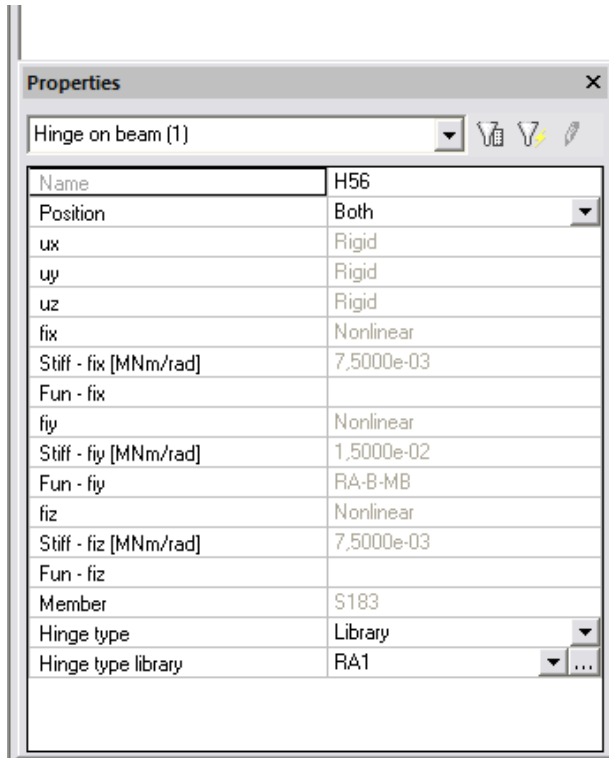 Properties
Hinge on beam (1)
Name H56
Position Both
ux Rigid
uy Rigid
uz Rigid
fix Nonlinear
Stiff - fix [MNm/rad] 7,5000e-03
Fun - fix
fiy Nonlinear
Stiff - fiy [MNm/rad] 1,5000e-02
Fun - fiy RA-B-MB
fiz Nonlinear
Stiff - fiz [MNm/rad] 7,5000e-03
Fun - fiz
Member S183
Hinge type Library
Hinge type library RA1 ...